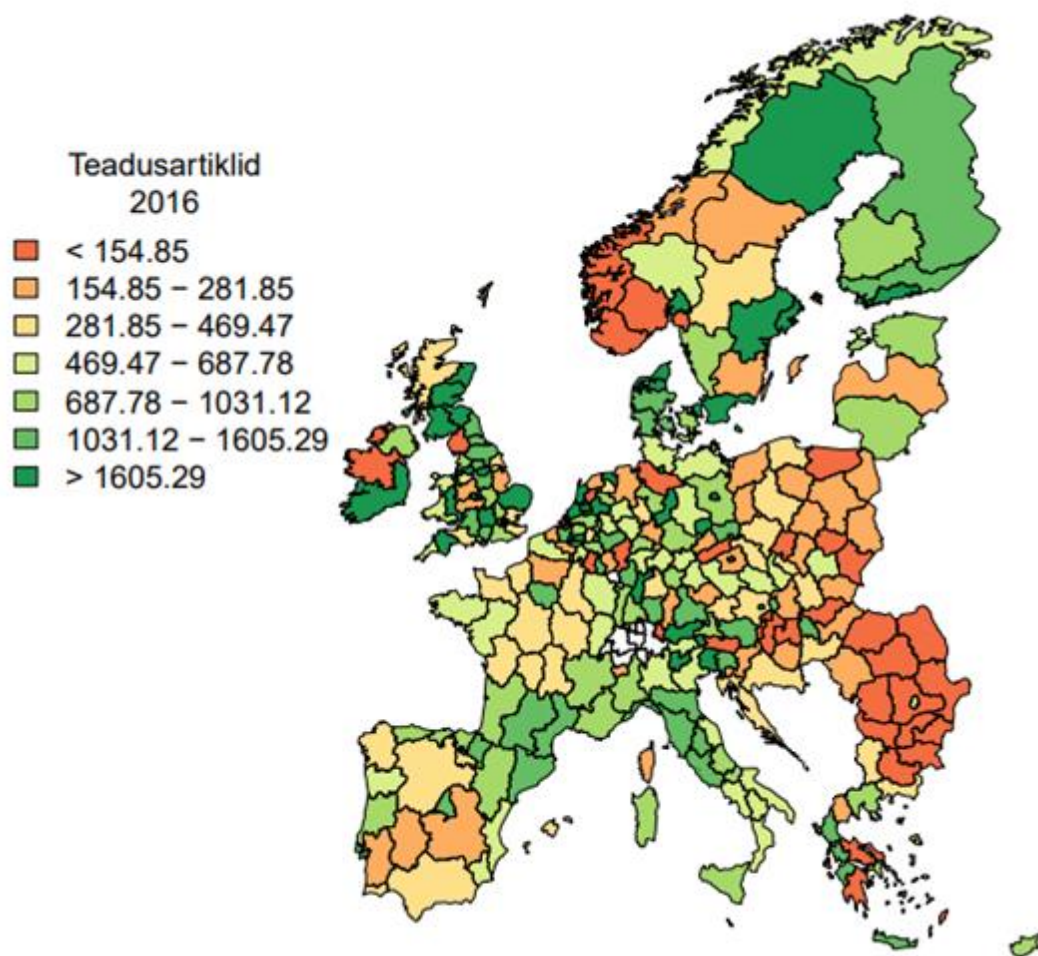 Teadusartiklid
2016
< 154.85
154.85 − 281.85
281.85 − 469.47
469.47 − 687.78
687.78 − 1031.12
1031.12 − 1605.29
> 1605.29